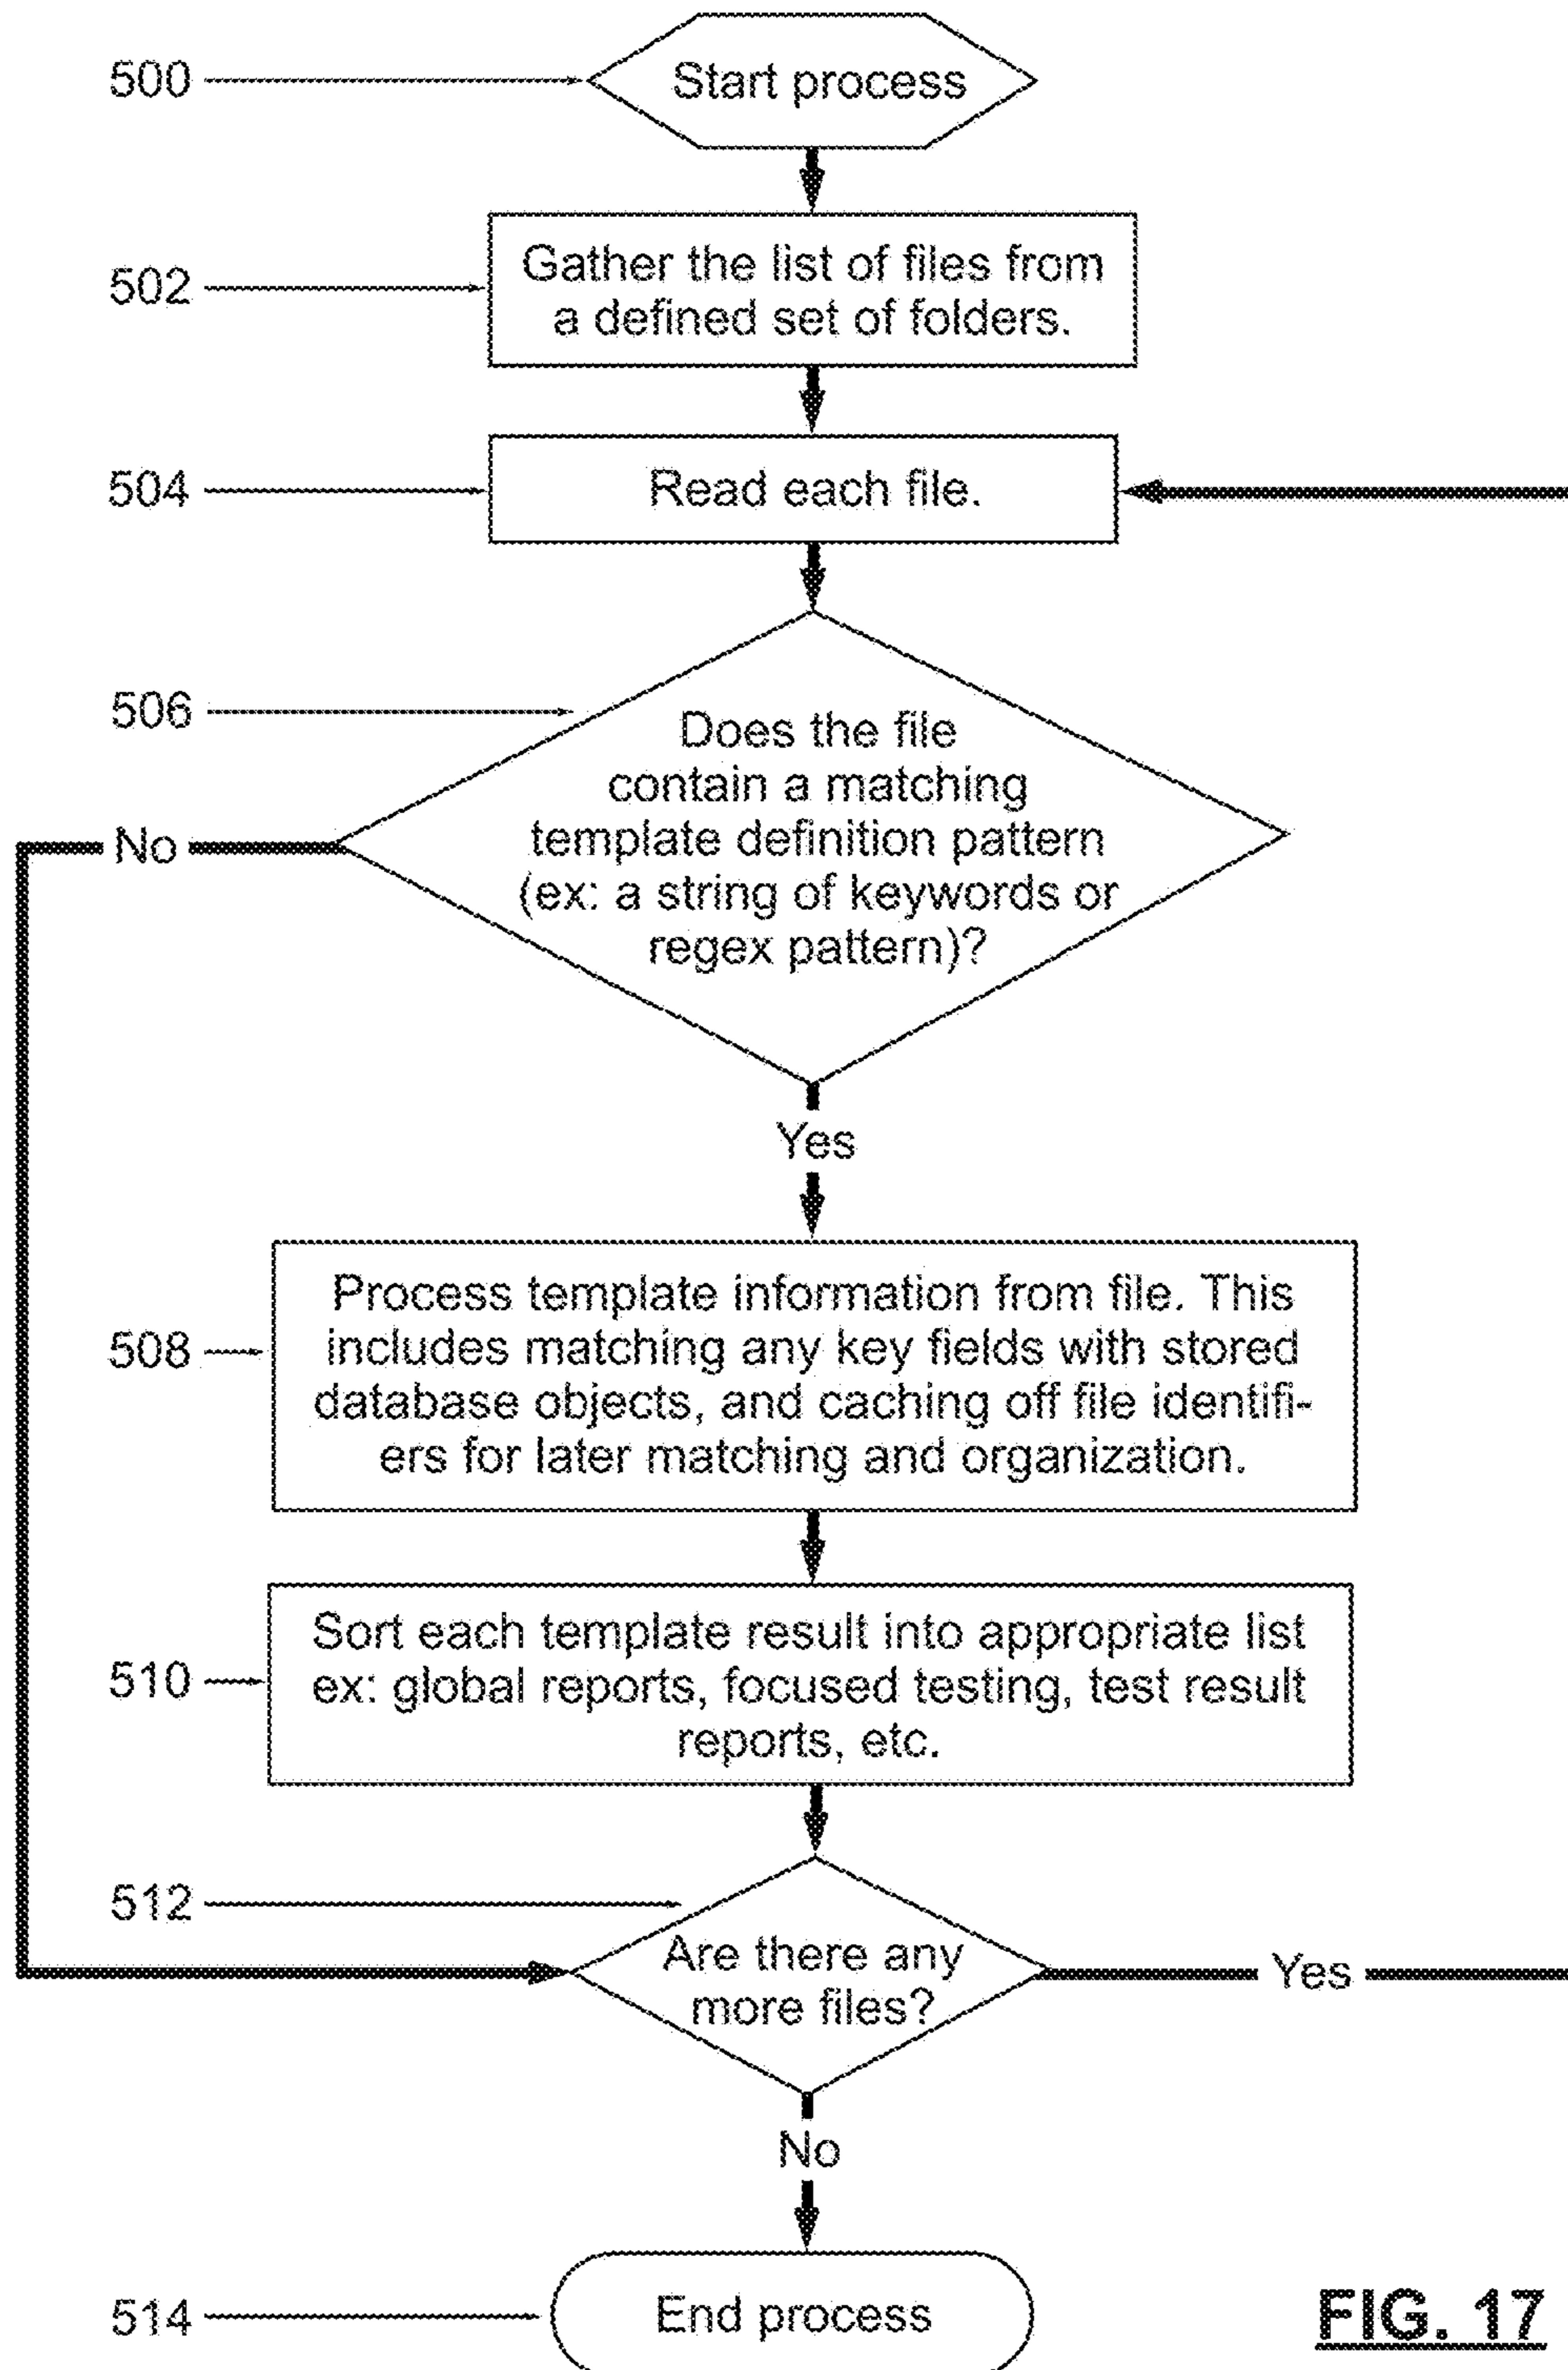 500
Start process
502
Gather the list of files from
a defined set of folders.
504
Read each file.
506
Does the file
contain a matching
template definition pattern
(ex: a string of keywords or
regex pattern)?
No
Yes
508
Process template information from file. This
includes matching any key fields with stored
database objects, and caching off file identifi-
ers for later matching and organization.
510
Sort each template result into appropriate list
ex: global reports, focused testing, test result
reports, etc.
512
Are there any
more files?
Yes
No
514
End process
FIG. 17